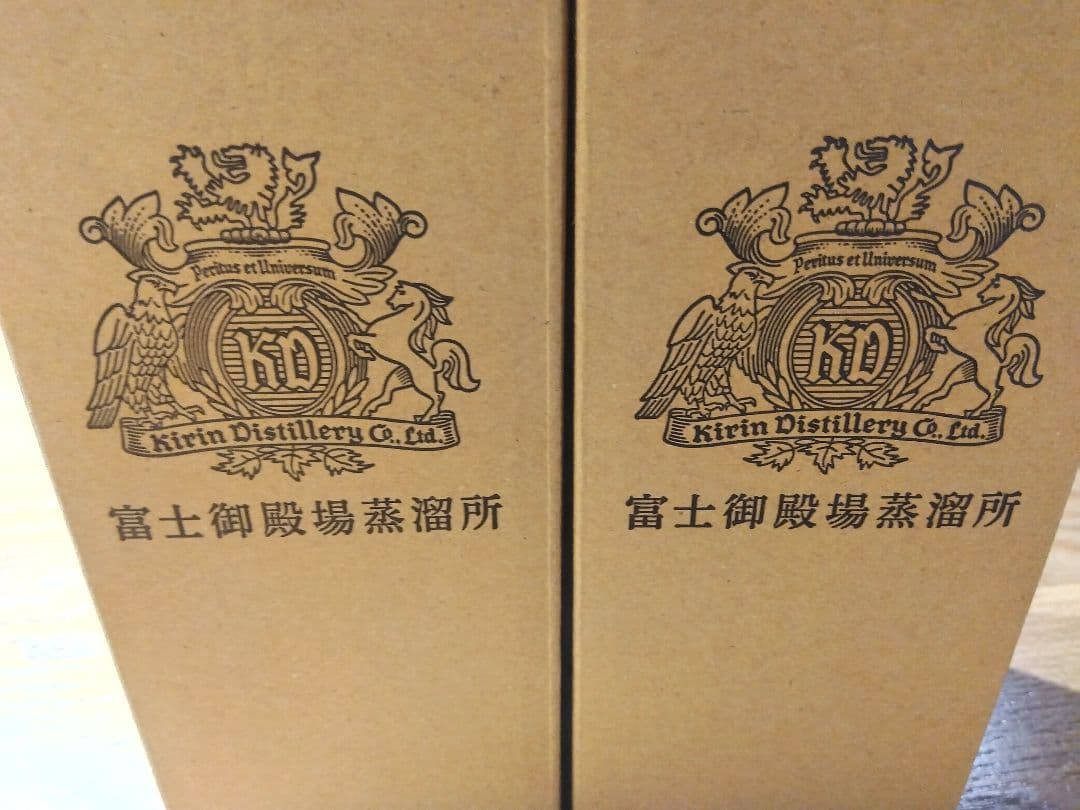 Peritus et Universum
KD
Kirin Distillery Co., Ltd.
富士御殿場蒸溜所
Peritus et Universum
KD
Kirin Distillery Co., Ltd.
富士御殿場蒸溜所